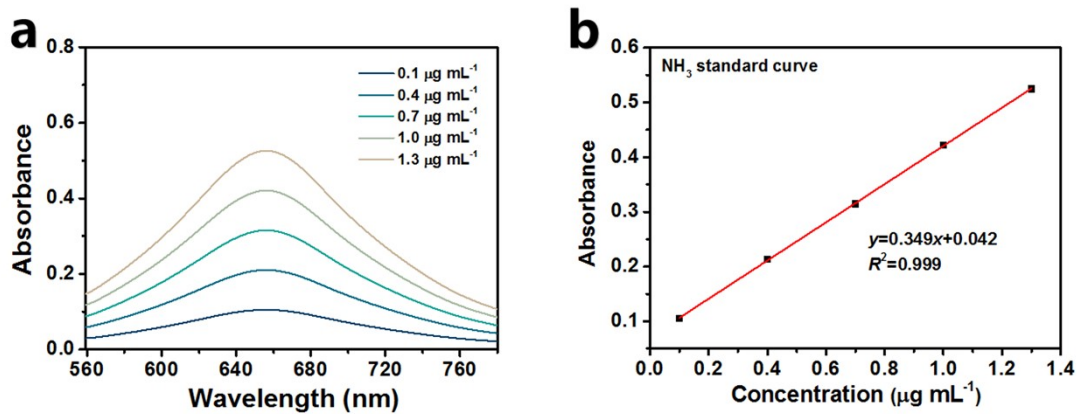 a
0.8
0.6
0.4
0.2
0.0
Absorbance
0.1 μg mL⁻¹
0.4 μg mL⁻¹
0.7 μg mL⁻¹
1.0 μg mL⁻¹
1.3 μg mL⁻¹
560 600 640 680 720 760
Wavelength (nm)
b
0.6
0.5
0.4
0.3
0.2
0.1
Absorbance
NH₃ standard curve
y=0.349x+0.042
R²=0.999
0.0 0.2 0.4 0.6 0.8 1.0 1.2 1.4
Concentration (μg mL⁻¹)